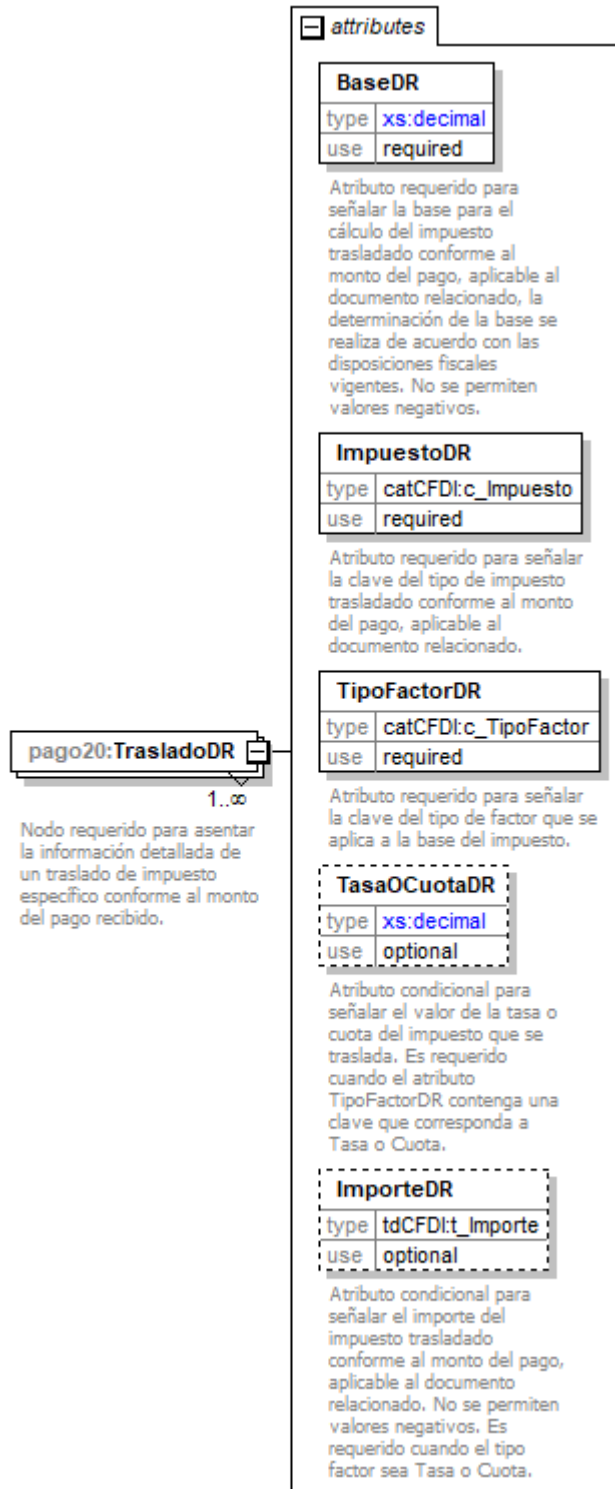 attributes
BaseDR
type xs:decimal
use required
Atributo requerido para
señalar la base para el
cálculo del impuesto
trasladado conforme al
monto del pago, aplicable al
documento relacionado, la
determinación de la base se
realiza de acuerdo con las
disposiciones fiscales
vigentes. No se permiten
valores negativos.
ImpuestoDR
type catCFDI:c_Impuesto
use required
Atributo requerido para señalar
la clave del tipo de impuesto
trasladado conforme al monto
del pago, aplicable al
documento relacionado.
TipoFactorDR
type catCFDI:c_TipoFactor
use required
Atributo requerido para señalar
la clave del tipo de factor que se
aplica a la base del impuesto.
pago20:TrasladoDR
1..∞
Nodo requerido para asentar
la información detallada de
un traslado de impuesto
específico conforme al monto
del pago recibido.
TasaOCuotaDR
type xs:decimal
use optional
Atributo condicional para
señalar el valor de la tasa o
cuota del impuesto que se
traslada. Es requerido
cuando el atributo
TipoFactorDR contenga una
clave que corresponda a
Tasa o Cuota.
ImporteDR
type tdCFDI:t_Importe
use optional
Atributo condicional para
señalar el importe del
impuesto trasladado
conforme al monto del pago,
aplicable al documento
relacionado. No se permiten
valores negativos. Es
requerido cuando el tipo
factor sea Tasa o Cuota.